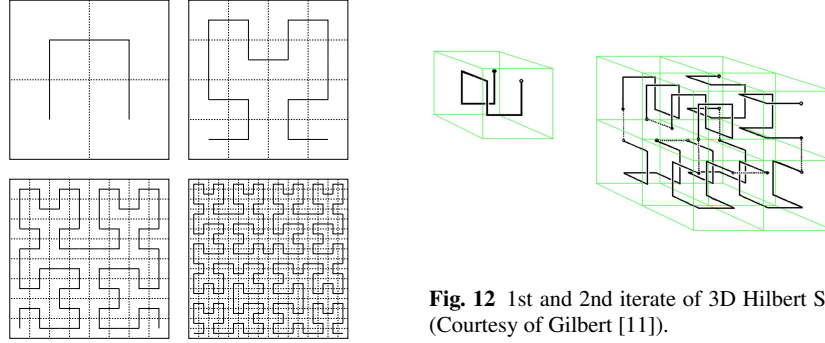 Fig. 12 1st and 2nd iterate of 3D Hilbert S
(Courtesy of Gilbert [11]).